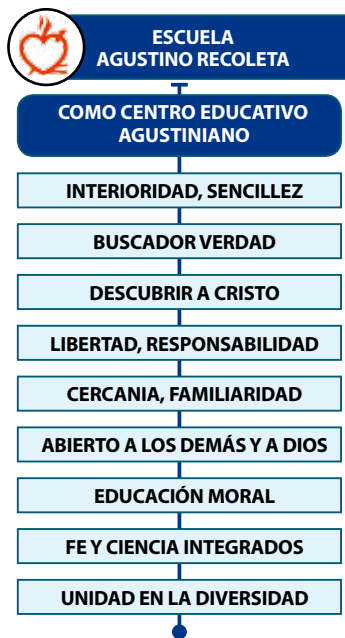 ESCUELA
AGUSTINO RECOLETA
COMO CENTRO EDUCATIVO
AGUSTINIANO
INTERIORIDAD, SENCILLEZ
BUSCADOR VERDAD
DESCUBRIR A CRISTO
LIBERTAD, RESPONSABILIDAD
CERCANIA, FAMILIARIDAD
ABIERTO A LOS DEMÁS Y A DIOS
EDUCACIÓN MORAL
FE Y CIENCIA INTEGRADOS
UNIDAD EN LA DIVERSIDAD